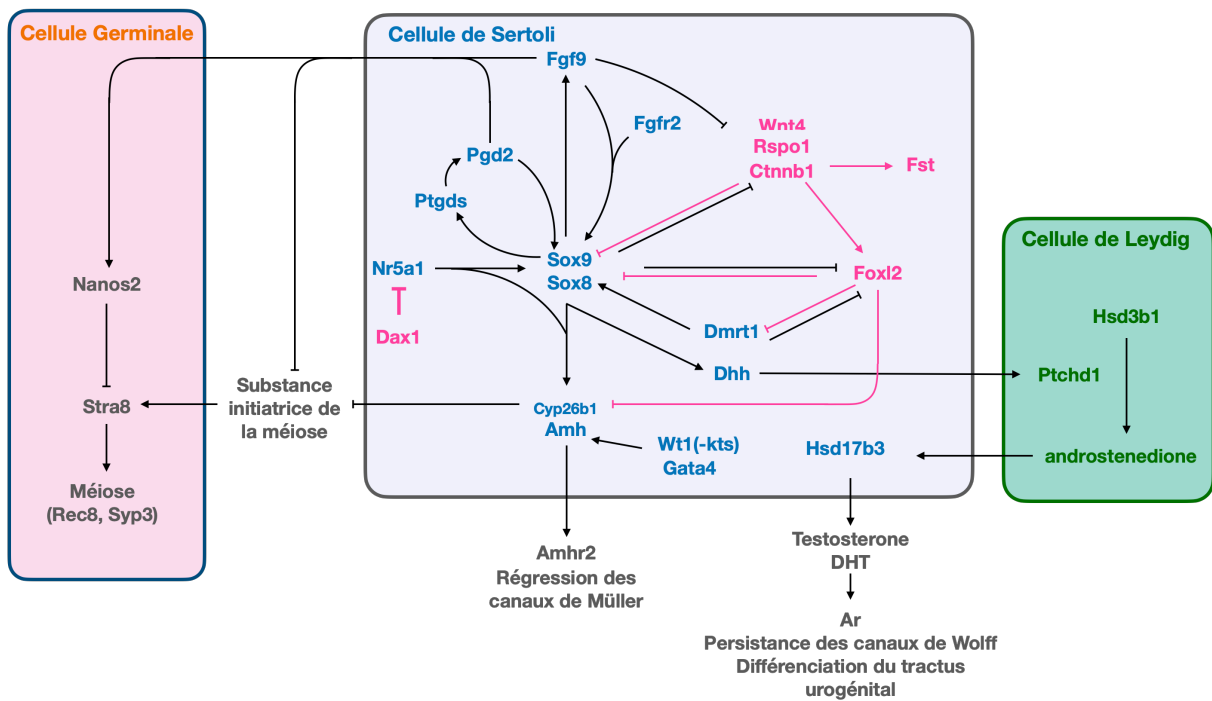 Cellule Germinale
Nanos2
Stra8
Méiose
(Rec8, Syp3)
Substance
initiatrice de
la méiose
Cellule de Sertoli
Fgf9
Fgfr2
Pgd2
Ptgds
Wnt4
Rspo1
Ctnnb1
Fst
Nr5a1
Dax1
Sox9
Sox8
Foxl2
Dmrt1
Dhh
Cyp26b1
Amh
Wt1(-kts)
Gata4
Hsd17b3
Cellule de Leydig
Hsd3b1
Ptchd1
androstenedione
Amhr2
Régression des
canaux de Müller
Testosterone
DHT
Ar
Persistance des canaux de Wolff
Différenciation du tractus
urogénital